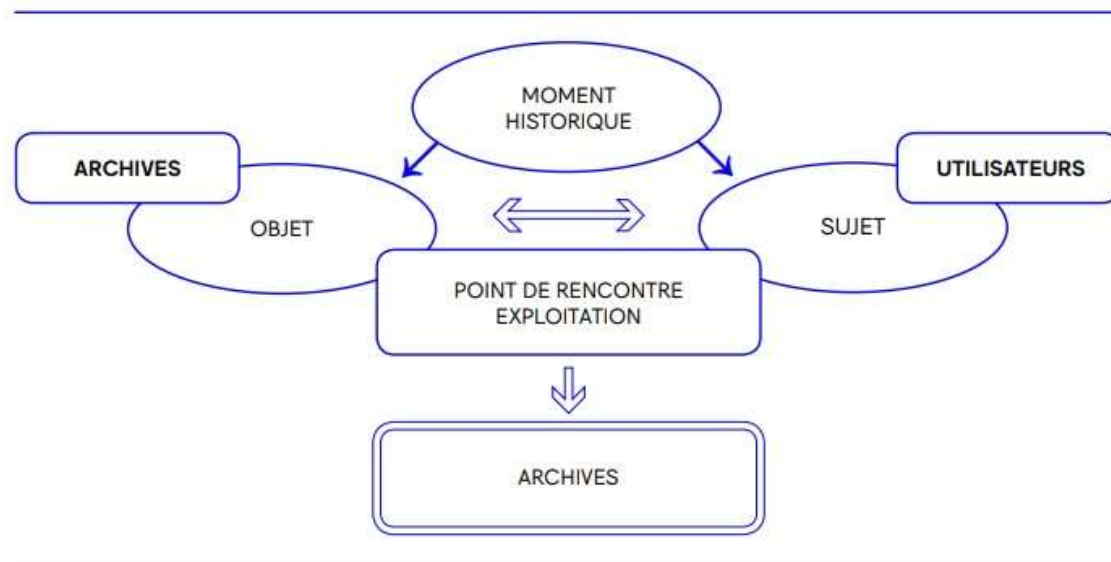 MOMENT
HISTORIQUE
ARCHIVES
UTILISATEURS
OBJET
SUJET
POINT DE RENCONTRE
EXPLOITATION
ARCHIVES